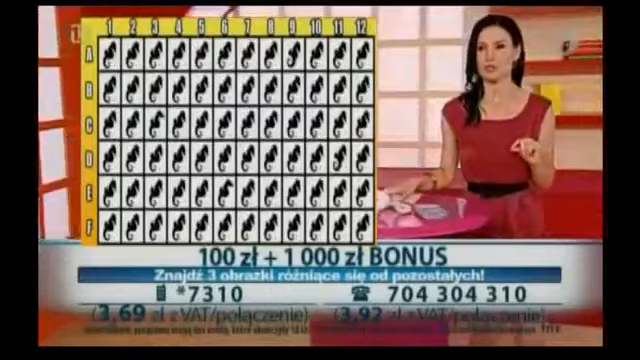 1 2 3 4 5 6 7 8 9 10 11 12
A
B
C
D
E
F
100 zł + 1 000 zł BONUS
Znajdź 3 obrazki różniące się od pozostałych!
*7310 704 304 310
(3,69 zł z VAT/połączenie) (3,92 zł z VAT/połączenie)